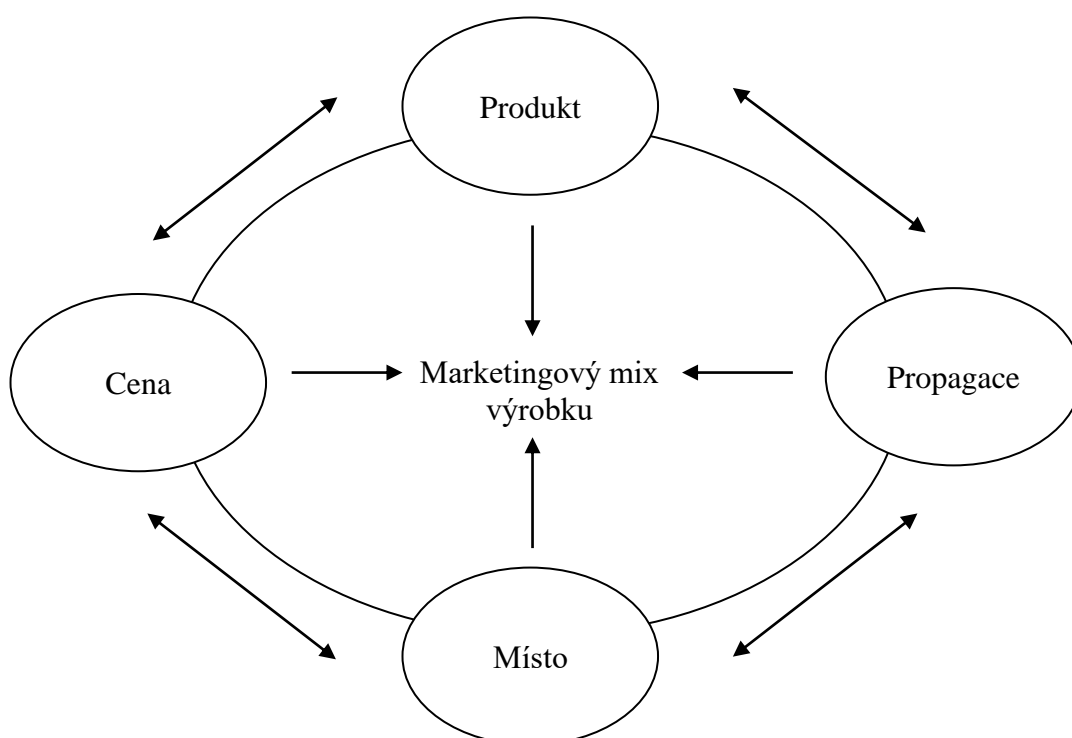 Produkt
Cena
Marketingový mix
výrobku
Propagace
Místo